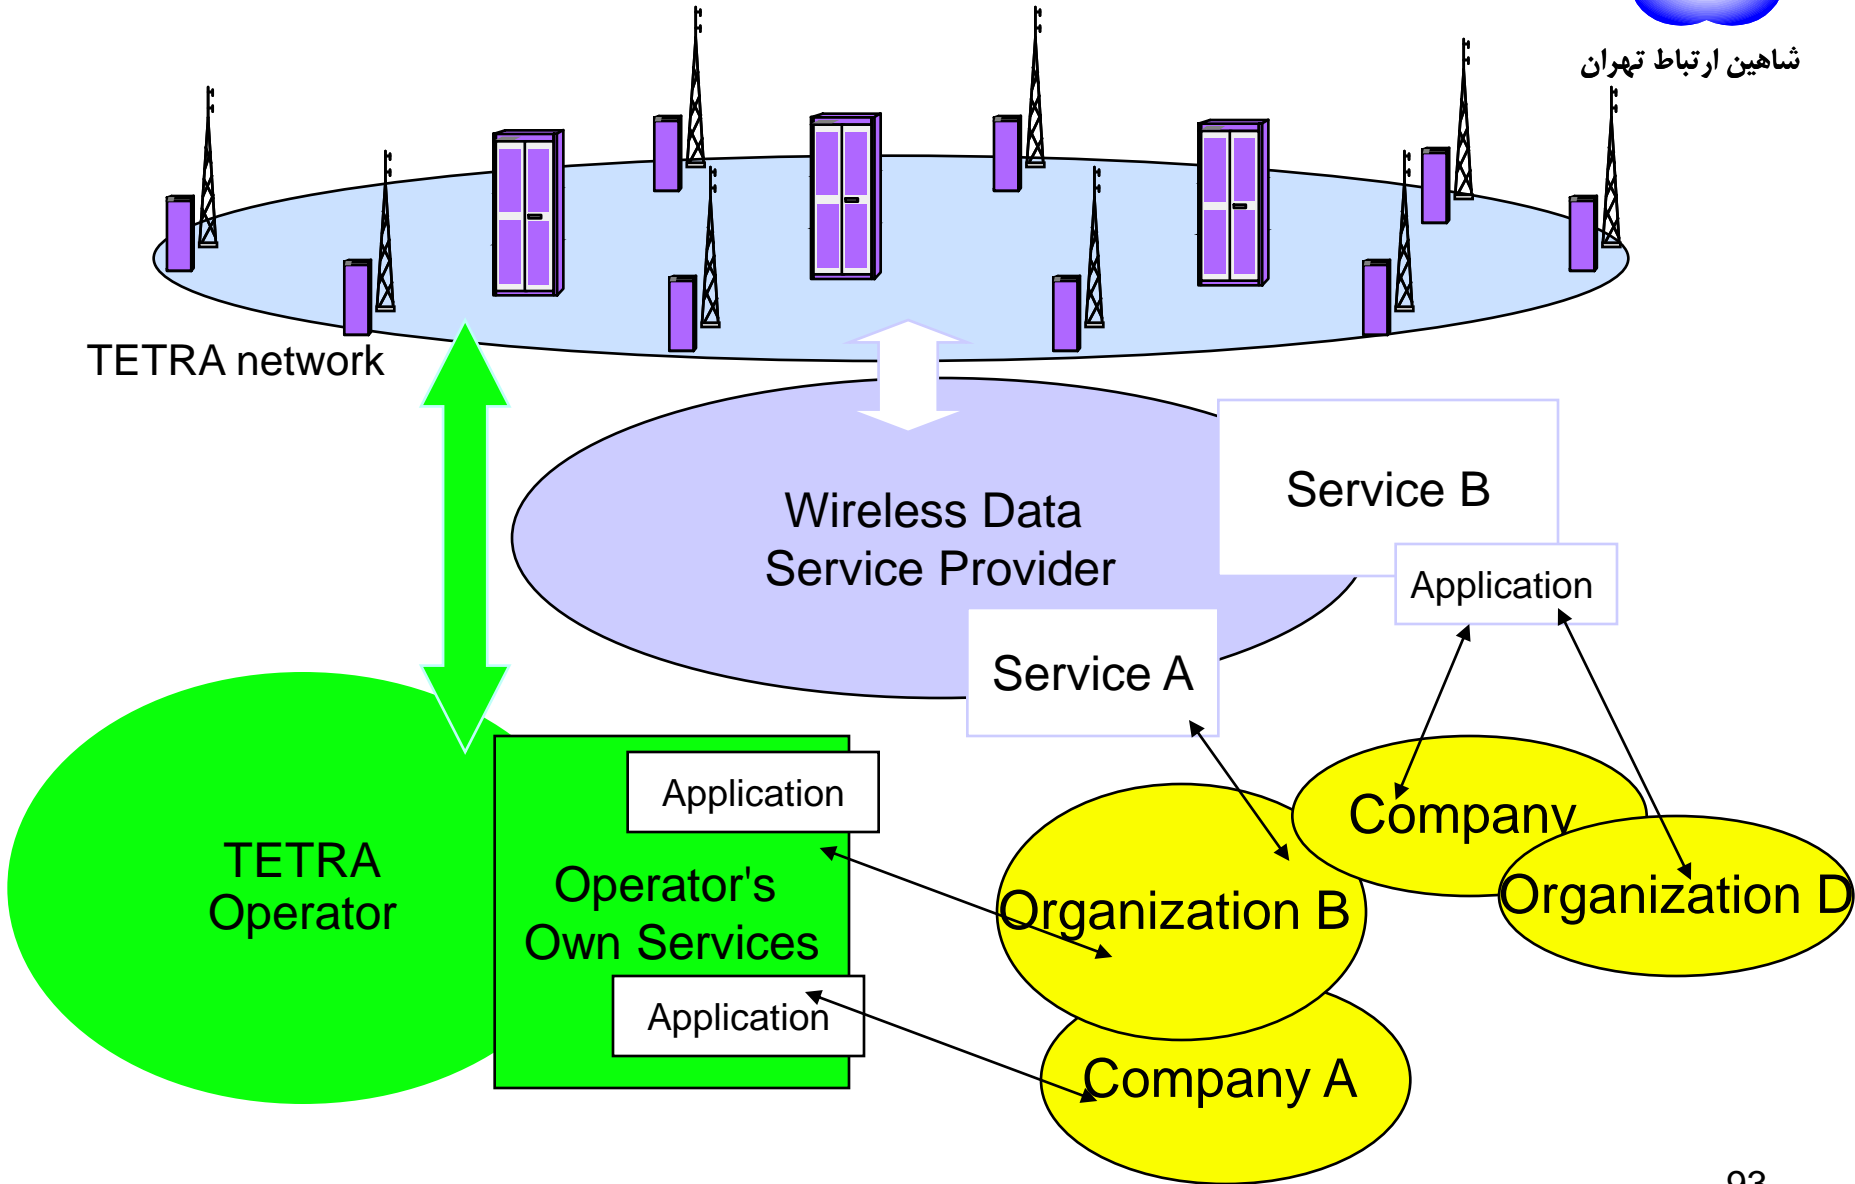 شاهین ارتباط تهران
TETRA network
Wireless Data
Service Provider
Service B
Application
Service A
Application
TETRA
Operator
Operator's
Own Services
Application
Company
Organization B
Organization D
Company A
93